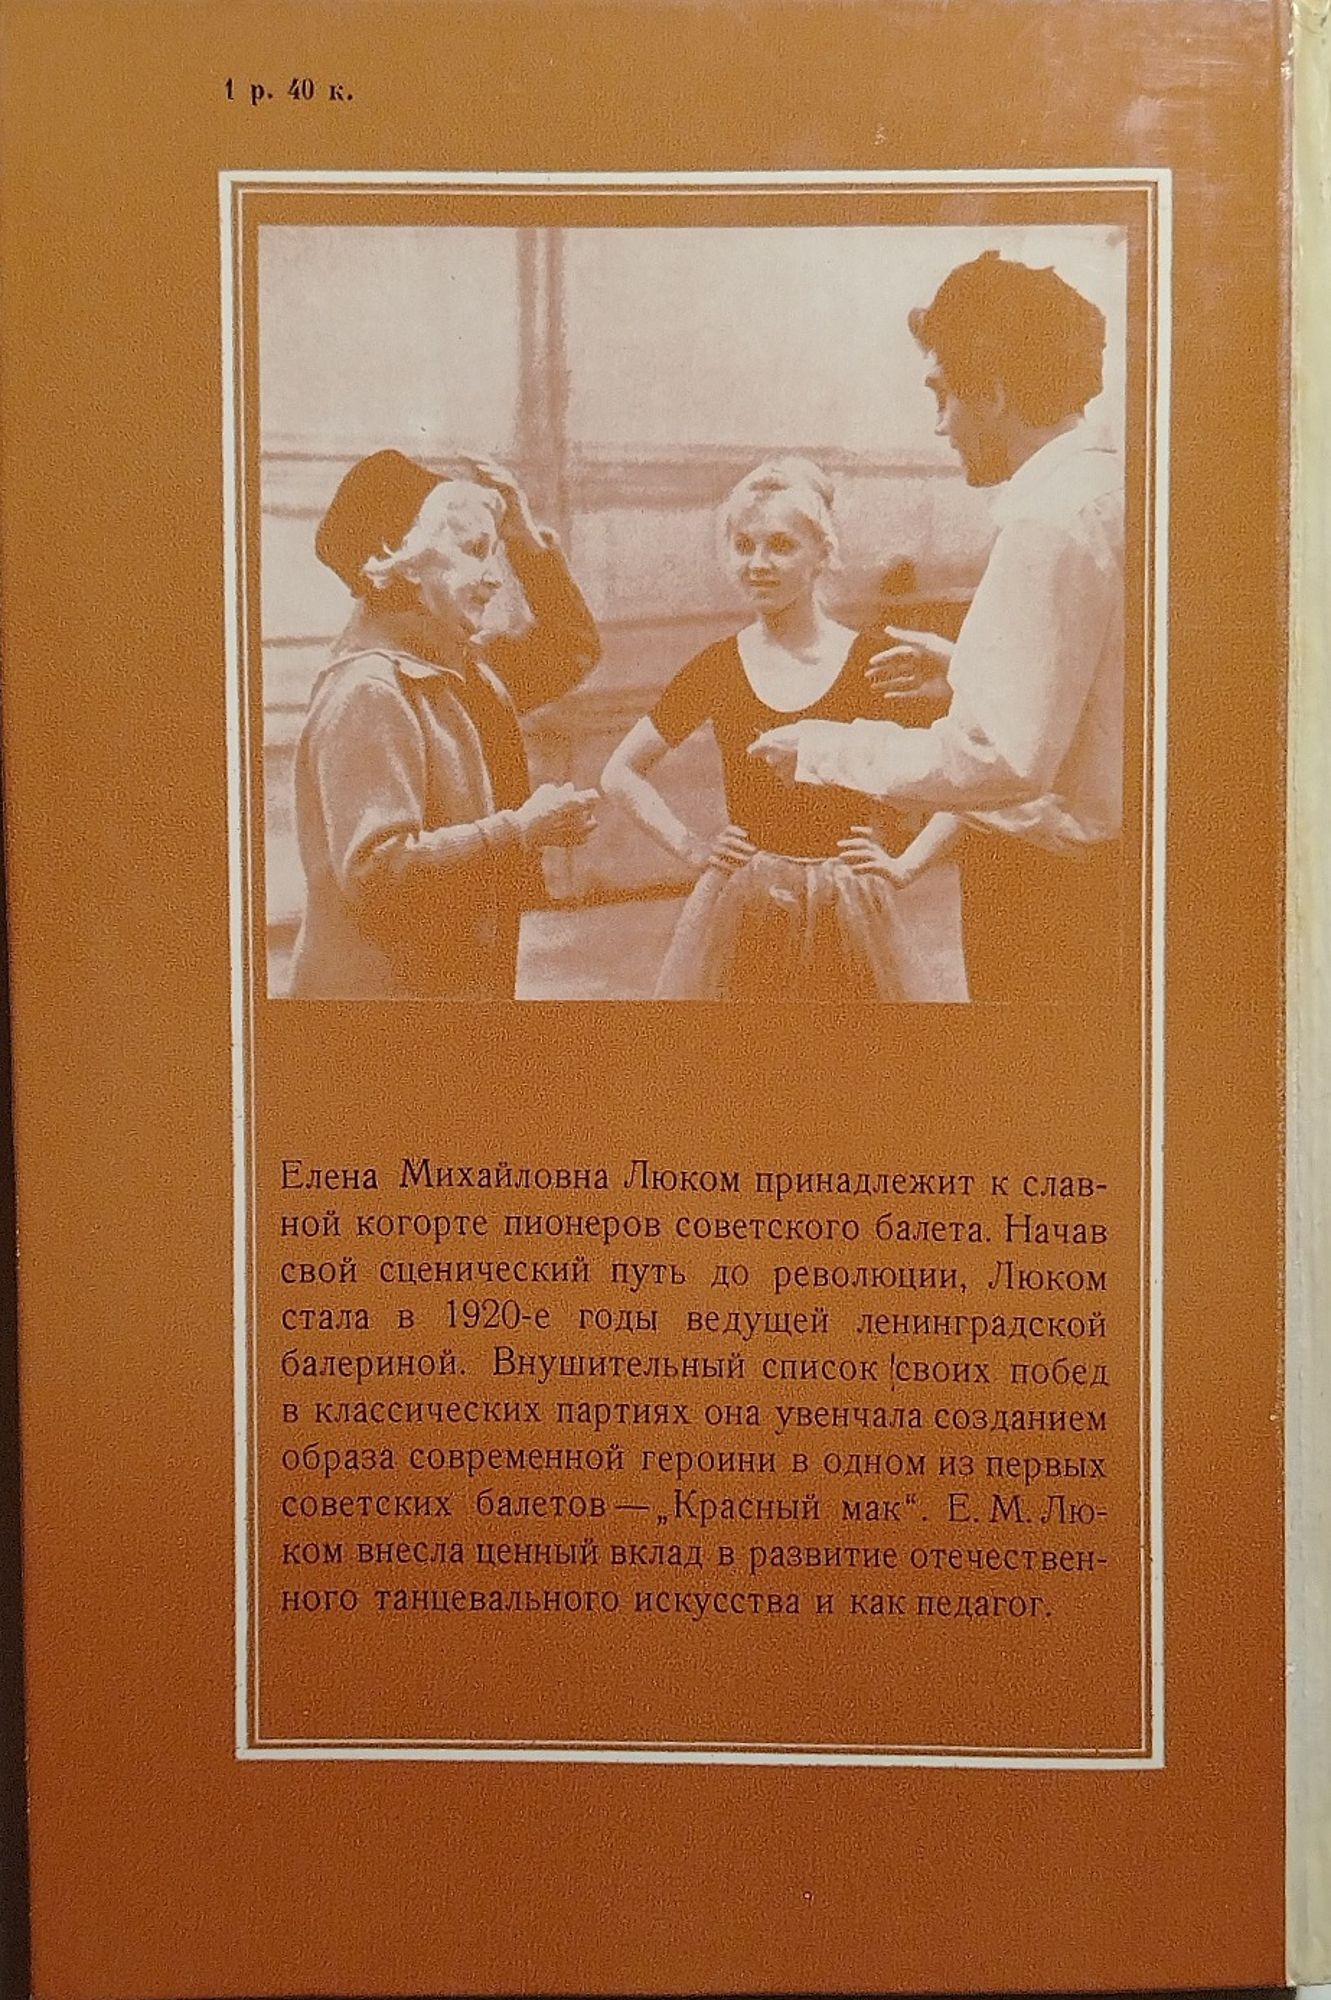 1 р. 40 к.
Елена Михайловна Люком принадлежит к слав-
ной когорте пионеров советского балета. Начав
свой сценический путь до революции, Люком
стала в 1920-е годы ведущей ленинградской
балериной. Внушительный список своих побед
в классических партиях она увенчала созданием
образа современной героини в одном из первых
советских балетов — „Красный мак“. Е. М. Лю-
ком внесла ценный вклад в развитие отечествен-
ного танцевального искусства и как педагог.